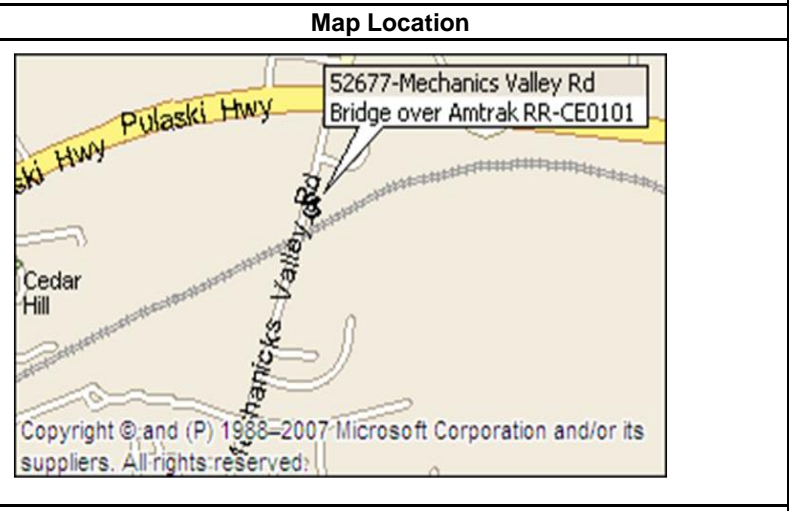 Map Location
52677-Mechanics Valley Rd
Bridge over Amtrak RR-CE0101
Pulaski Hwy
ski Hwy
Valley Rd
Cedar
Hill
Copyright © and (P) 1988–2007 Microsoft Corporation and/or its
suppliers. All rights reserved.